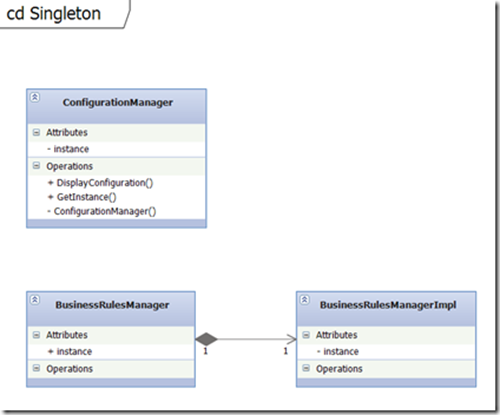 cd Singleton
ConfigurationManager
Attributes
- instance
Operations
+ DisplayConfiguration()
+ GetInstance()
- ConfigurationManager()
BusinessRulesManager
Attributes
+ instance
Operations
1
1
BusinessRulesManagerImpl
Attributes
- instance
Operations